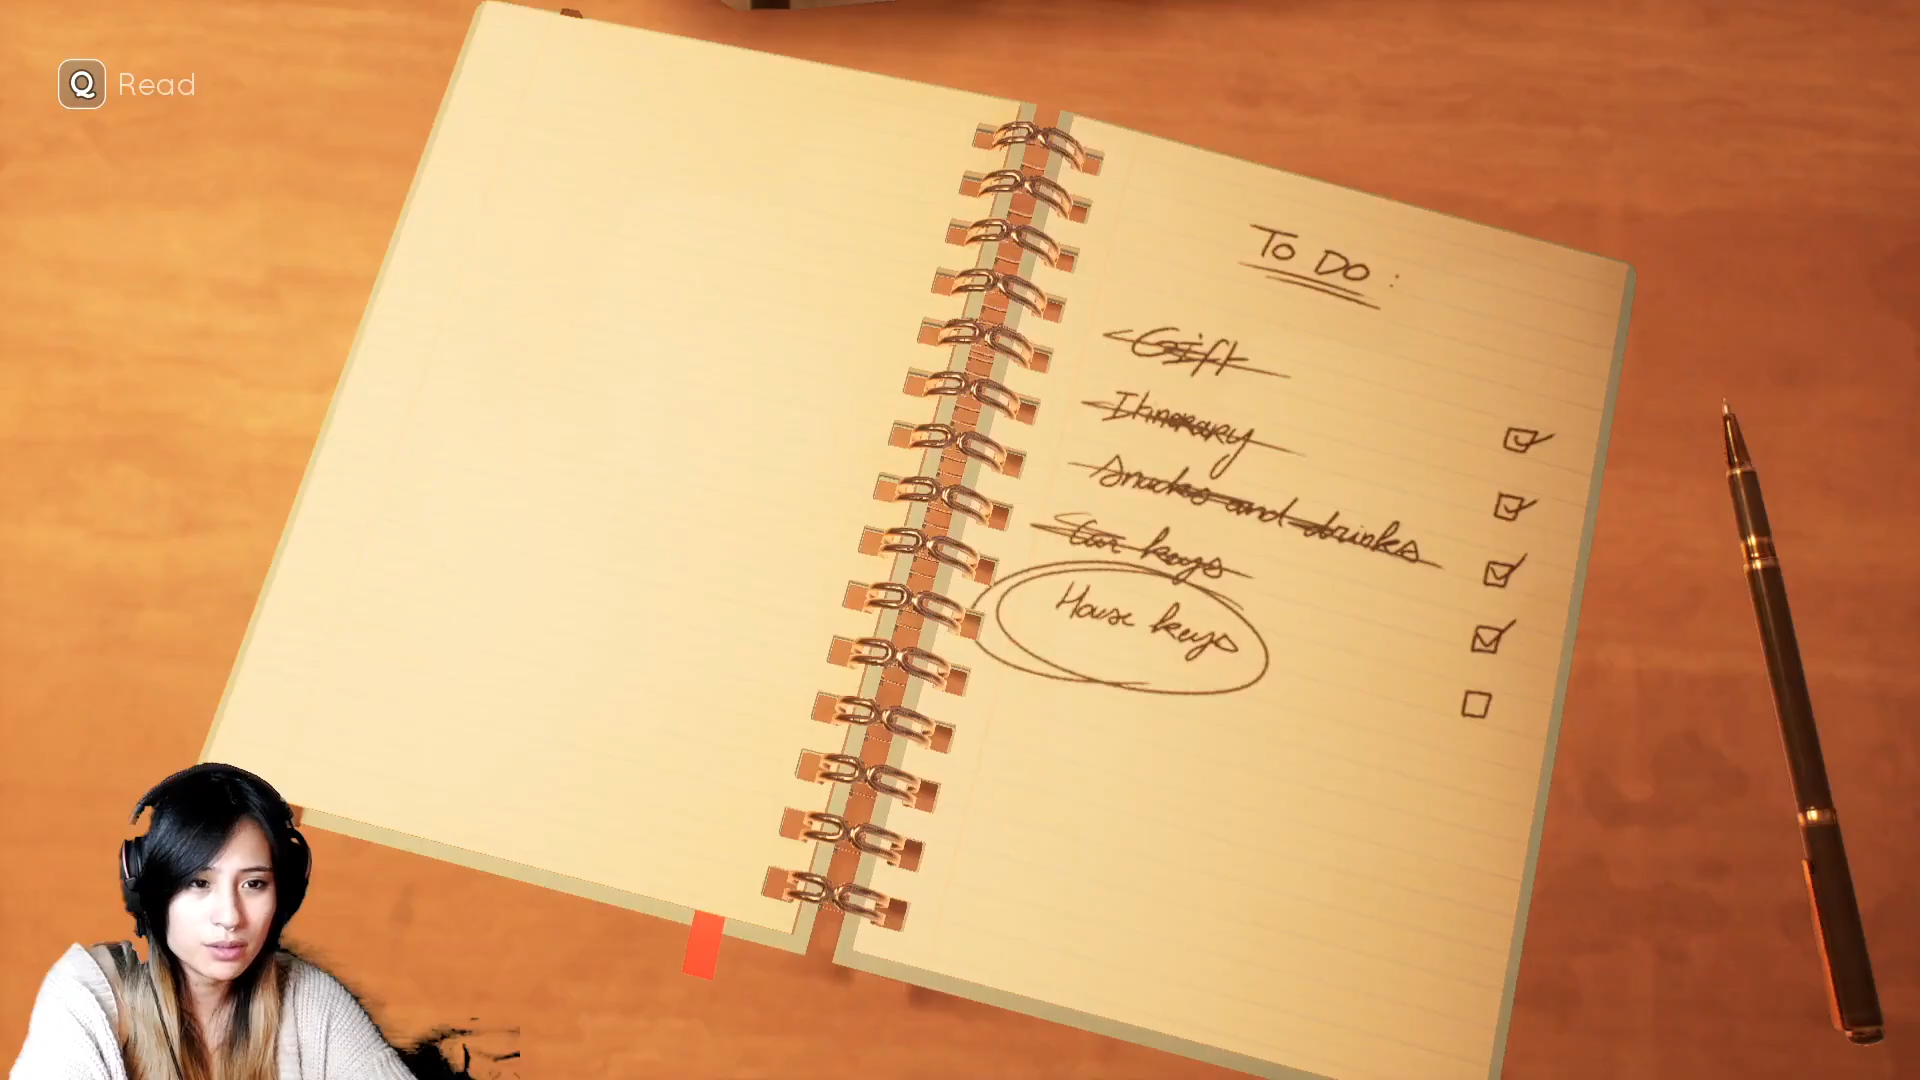 Q Read
To Do :
Gift
Itinerary
Snacks and drinks
Car keys
House keys